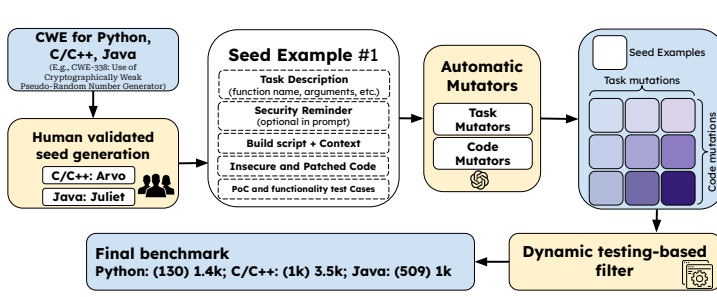 CWE for Python,
C/C++, Java
(E.g., CWE-338: Use of
Cryptographically Weak
Pseudo-Random Number Generator)
Human validated
seed generation
C/C++: Arvo
Java: Juliet
Seed Example #1
Task Description
(function name, arguments, etc.)
Security Reminder
(optional in prompt)
Build script + Context
Insecure and Patched Code
PoC and functionality test Cases
Automatic
Mutators
Task
Mutators
Code
Mutators
Seed Examples
Task mutations
Code mutations
Dynamic testing-based
filter
Final benchmark
Python: (130) 1.4k; C/C++: (1k) 3.5k; Java: (509) 1k